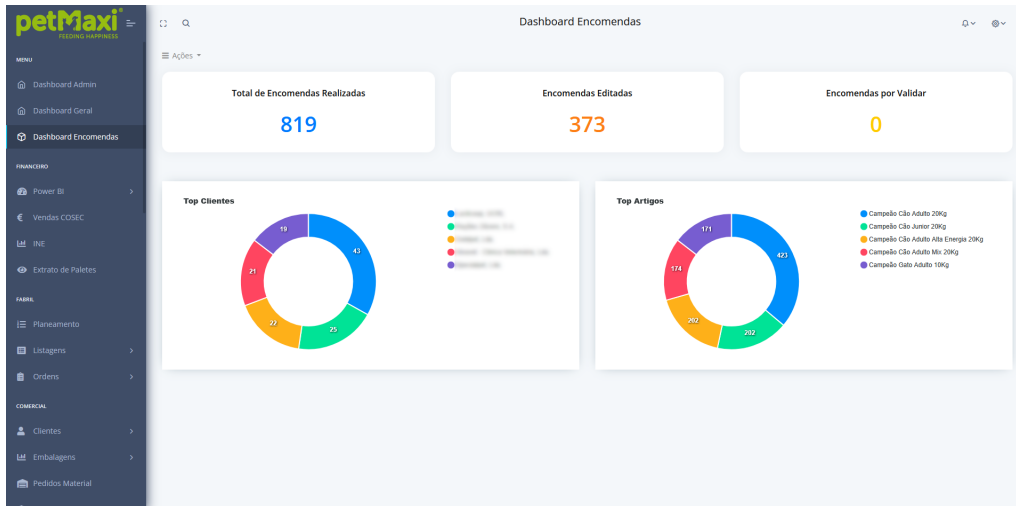 petMaxi®
FEEDING HAPPINESS
MENU
Dashboard Admin
Dashboard Geral
Dashboard Encomendas
FINANCEIRO
Power BI
Vendas COSEC
INE
Extrato de Paletes
FABRIL
Planeamento
Listagens
Ordens
COMERCIAL
Clientes
Embalagens
Pedidos Material
Dashboard Encomendas
Ações
Total de Encomendas Realizadas
819
Encomendas Editadas
373
Encomendas por Validar
0
Top Clientes
19
43
21
22
25
Top Artigos
171
423
174
202
202
Campeão Cão Adulto 20Kg
Campeão Cão Junior 20Kg
Campeão Cão Adulto Alta Energia 20Kg
Campeão Cão Adulto Mix 20Kg
Campeão Gato Adulto 10Kg